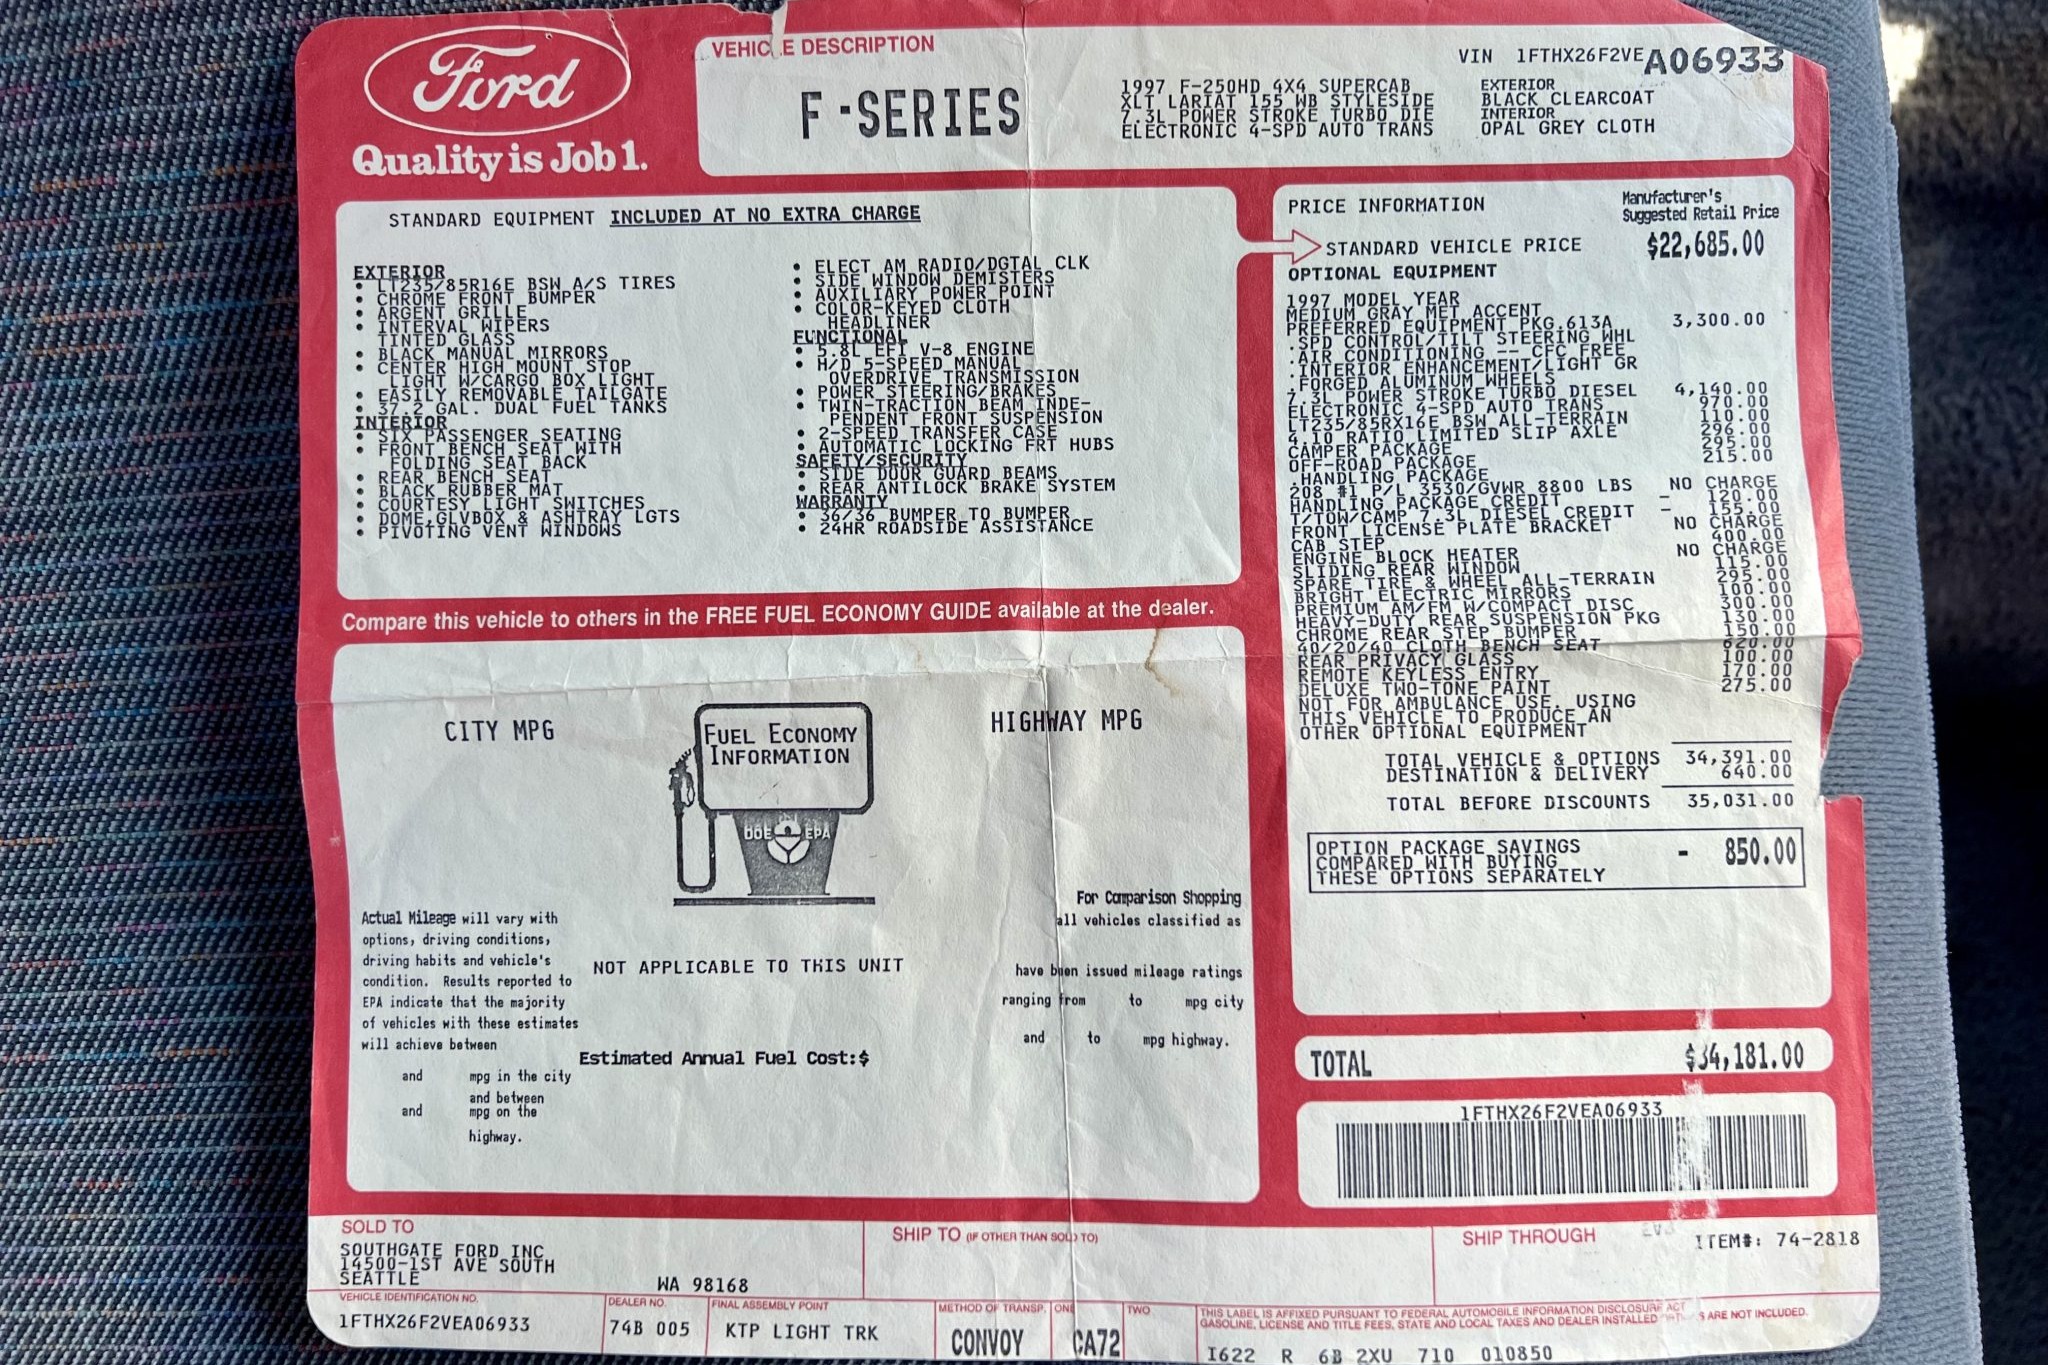 Ford
Quality is Job 1.
VEHICLE DESCRIPTION
F-SERIES
1997 F-250HD 4X4 SUPERCAB
XLT LARIAT 155 WB STYLESIDE
7.3L POWER STROKE TURBO DIE
ELECTRONIC 4-SPD AUTO TRANS
VIN 1FTHX26F2VEA06933
EXTERIOR
BLACK CLEARCOAT
INTERIOR
OPAL GREY CLOTH
STANDARD EQUIPMENT INCLUDED AT NO EXTRA CHARGE
EXTERIOR
• LT235/85R16E BSW A/S TIRES
• CHROME FRONT BUMPER
• ARGENT GRILLE
• INTERVAL WIPERS
TINTED GLASS
• BLACK MANUAL MIRRORS
• CENTER HIGH MOUNT STOP
LIGHT W/CARGO BOX LIGHT
• EASILY REMOVABLE TAILGATE
• 37.2 GAL. DUAL FUEL TANKS
INTERIOR
• SIX PASSENGER SEATING
• FRONT BENCH SEAT WITH
FOLDING SEAT BACK
• REAR BENCH SEAT
• BLACK RUBBER MAT
• COURTESY LIGHT SWITCHES
• DOME,GLVBOX & ASHTRAY LGTS
• PIVOTING VENT WINDOWS
• ELECT AM RADIO/DGTAL CLK
• SIDE WINDOW DEMISTERS
• AUXILIARY POWER POINT
• COLOR-KEYED CLOTH
HEADLINER
FUNCTIONAL
• 5.8L EFI V-8 ENGINE
• H/D 5-SPEED MANUAL
OVERDRIVE TRANSMISSION
• POWER STEERING/BRAKES
• TWIN-TRACTION BEAM INDE-
PENDENT FRONT SUSPENSION
• 2-SPEED TRANSFER CASE
• AUTOMATIC LOCKING FRT HUBS
SAFETY/SECURITY
• SIDE DOOR GUARD BEAMS
• REAR ANTILOCK BRAKE SYSTEM
WARRANTY
• 36/36 BUMPER TO BUMPER
• 24HR ROADSIDE ASSISTANCE
PRICE INFORMATION
Manufacturer's
Suggested Retail Price
STANDARD VEHICLE PRICE $22,685.00
OPTIONAL EQUIPMENT
1997 MODEL YEAR
MEDIUM GRAY MET ACCENT
PREFERRED EQUIPMENT PKG.613A 3,300.00
.SPD CONTROL/TILT STEERING WHL
.AIR CONDITIONING -- CFC FREE
.INTERIOR ENHANCEMENT/LIGHT GR
.FORGED ALUMINUM WHEELS
7.3L POWER STROKE TURBO DIESEL 4,140.00
ELECTRONIC 4-SPD AUTO TRANS 970.00
LT235/85RX16E BSW ALL-TERRAIN 110.00
4.10 RATIO LIMITED SLIP AXLE 296.00
CAMPER PACKAGE 295.00
OFF-ROAD PACKAGE 215.00
.HANDLING PACKAGE
208 #1 P/L 3530/GVWR 8800 LBS NO CHARGE
HANDLING PACKAGE CREDIT - 120.00
T/TOW/CAMP 7.3L DIESEL CREDIT - 155.00
FRONT LICENSE PLATE BRACKET NO CHARGE
CAB STEP 400.00
ENGINE BLOCK HEATER NO CHARGE
SLIDING REAR WINDOW 115.00
SPARE TIRE & WHEEL ALL-TERRAIN 295.00
BRIGHT ELECTRIC MIRRORS 100.00
PREMIUM AM/FM W/COMPACT DISC 300.00
HEAVY-DUTY REAR SUSPENSION PKG 130.00
CHROME REAR STEP BUMPER 150.00
40/20/40 CLOTH BENCH SEAT 620.00
REAR PRIVACY GLASS 100.00
REMOTE KEYLESS ENTRY 170.00
DELUXE TWO-TONE PAINT 275.00
NOT FOR AMBULANCE USE. USING
THIS VEHICLE TO PRODUCE AN
OTHER OPTIONAL EQUIPMENT
TOTAL VEHICLE & OPTIONS 34,391.00
DESTINATION & DELIVERY 640.00
TOTAL BEFORE DISCOUNTS 35,031.00
OPTION PACKAGE SAVINGS
COMPARED WITH BUYING
THESE OPTIONS SEPARATELY - 850.00
TOTAL $34,181.00
1FTHX26F2VEA06933
Compare this vehicle to others in the FREE FUEL ECONOMY GUIDE available at the dealer.
CITY MPG
FUEL ECONOMY
INFORMATION
HIGHWAY MPG
DOE EPA
Actual Mileage will vary with
options, driving conditions,
driving habits and vehicle's
condition. Results reported to
EPA indicate that the majority
of vehicles with these estimates
will achieve between
and mpg in the city
and between
and mpg on the
highway.
NOT APPLICABLE TO THIS UNIT
Estimated Annual Fuel Cost:$
For Comparison Shopping
all vehicles classified as
have been issued mileage ratings
ranging from to mpg city
and to mpg highway.
SOLD TO
SOUTHGATE FORD INC
14500-1ST AVE SOUTH
SEATTLE WA 98168
SHIP TO (IF OTHER THAN SOLD TO)
SHIP THROUGH
ITEM#: 74-2818
VEHICLE IDENTIFICATION NO.
1FTHX26F2VEA06933
DEALER NO.
74B 005
FINAL ASSEMBLY POINT
KTP LIGHT TRK
METHOD OF TRANSP.
CONVOY
ONE
CA72
TWO
THIS LABEL IS AFFIXED PURSUANT TO FEDERAL AUTOMOBILE INFORMATION DISCLOSURE ACT
GASOLINE, LICENSE AND TITLE FEES, STATE AND LOCAL TAXES AND DEALER INSTALLED ARE NOT INCLUDED.
I622 R 6B 2XU 710 010850